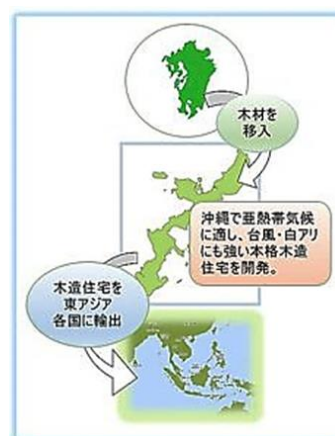 木材を
移入
沖縄で亜熱帯気候
に適し、台風・白アリ
にも強い本格木造
住宅を開発。
木造住宅を
東アジア
各国に輸出